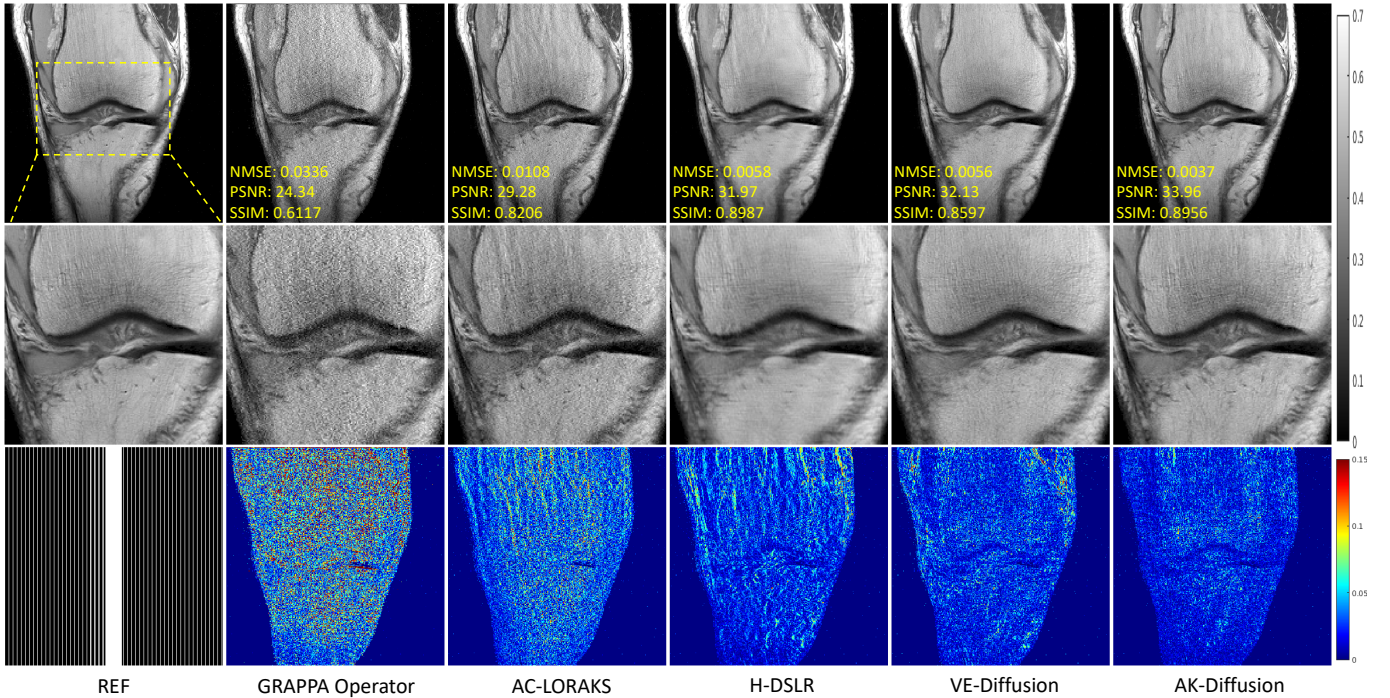 NMSE: 0.0336
PSNR: 24.34
SSIM: 0.6117
NMSE: 0.0108
PSNR: 29.28
SSIM: 0.8206
NMSE: 0.0058
PSNR: 31.97
SSIM: 0.8987
NMSE: 0.0056
PSNR: 32.13
SSIM: 0.8597
NMSE: 0.0037
PSNR: 33.96
SSIM: 0.8956
0.7
0.6
0.5
0.4
0.3
0.2
0.1
0
0.15
0.1
0.05
0
REF
GRAPPA Operator
AC-LORAKS
H-DSLR
VE-Diffusion
AK-Diffusion